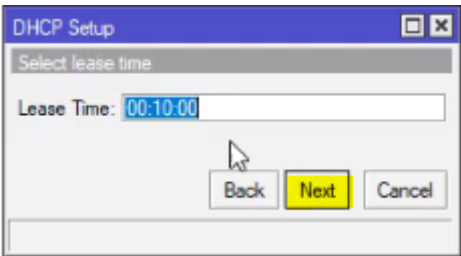 DHCP Setup
Select lease time
Lease Time: 00:10:00
Back Next Cancel